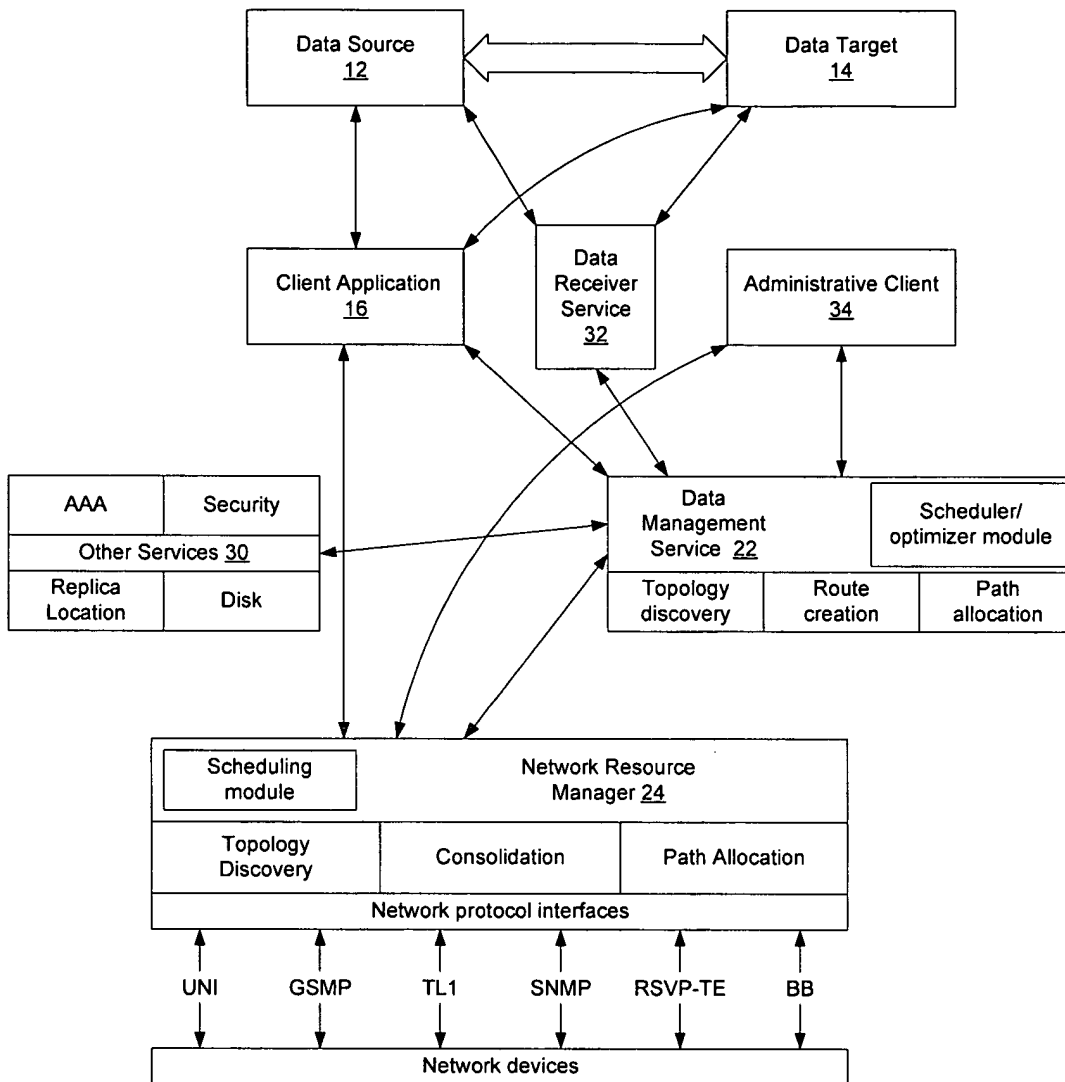 Data Source
12
Data Target
14
Client Application
16
Data
Receiver
Service
32
Administrative Client
34
AAA
Security
Other Services 30
Replica
Location
Disk
Data
Management
Service 22
Scheduler/
optimizer module
Topology
discovery
Route
creation
Path
allocation
Scheduling
module
Network Resource
Manager 24
Topology
Discovery
Consolidation
Path Allocation
Network protocol interfaces
UNI
GSMP
TL1
SNMP
RSVP-TE
BB
Network devices